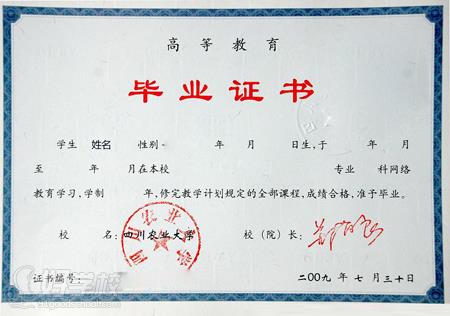 高等教育
毕业证书
学生 姓名 性别 年 月 日生,于 年 月
至 年 月在本校 专业 科网络
教育学习,学制 年,修完教学计划规定的全部课程,成绩合格,准予毕业。
校 名:四川农业大学 校(院)长:
证书编号: 二00九 年 七 月 三十日